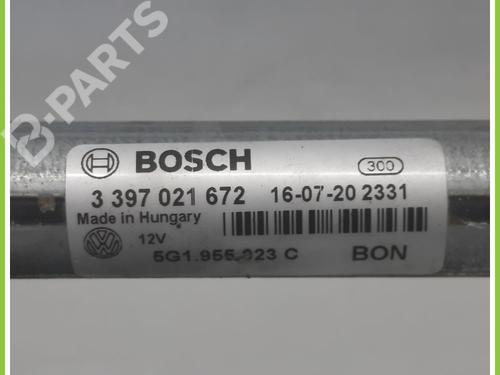 B-PARTS
BOSCH 300
3 397 021 672 16-07-20 2331
Made in Hungary
12V
5G1.955.023 C BON